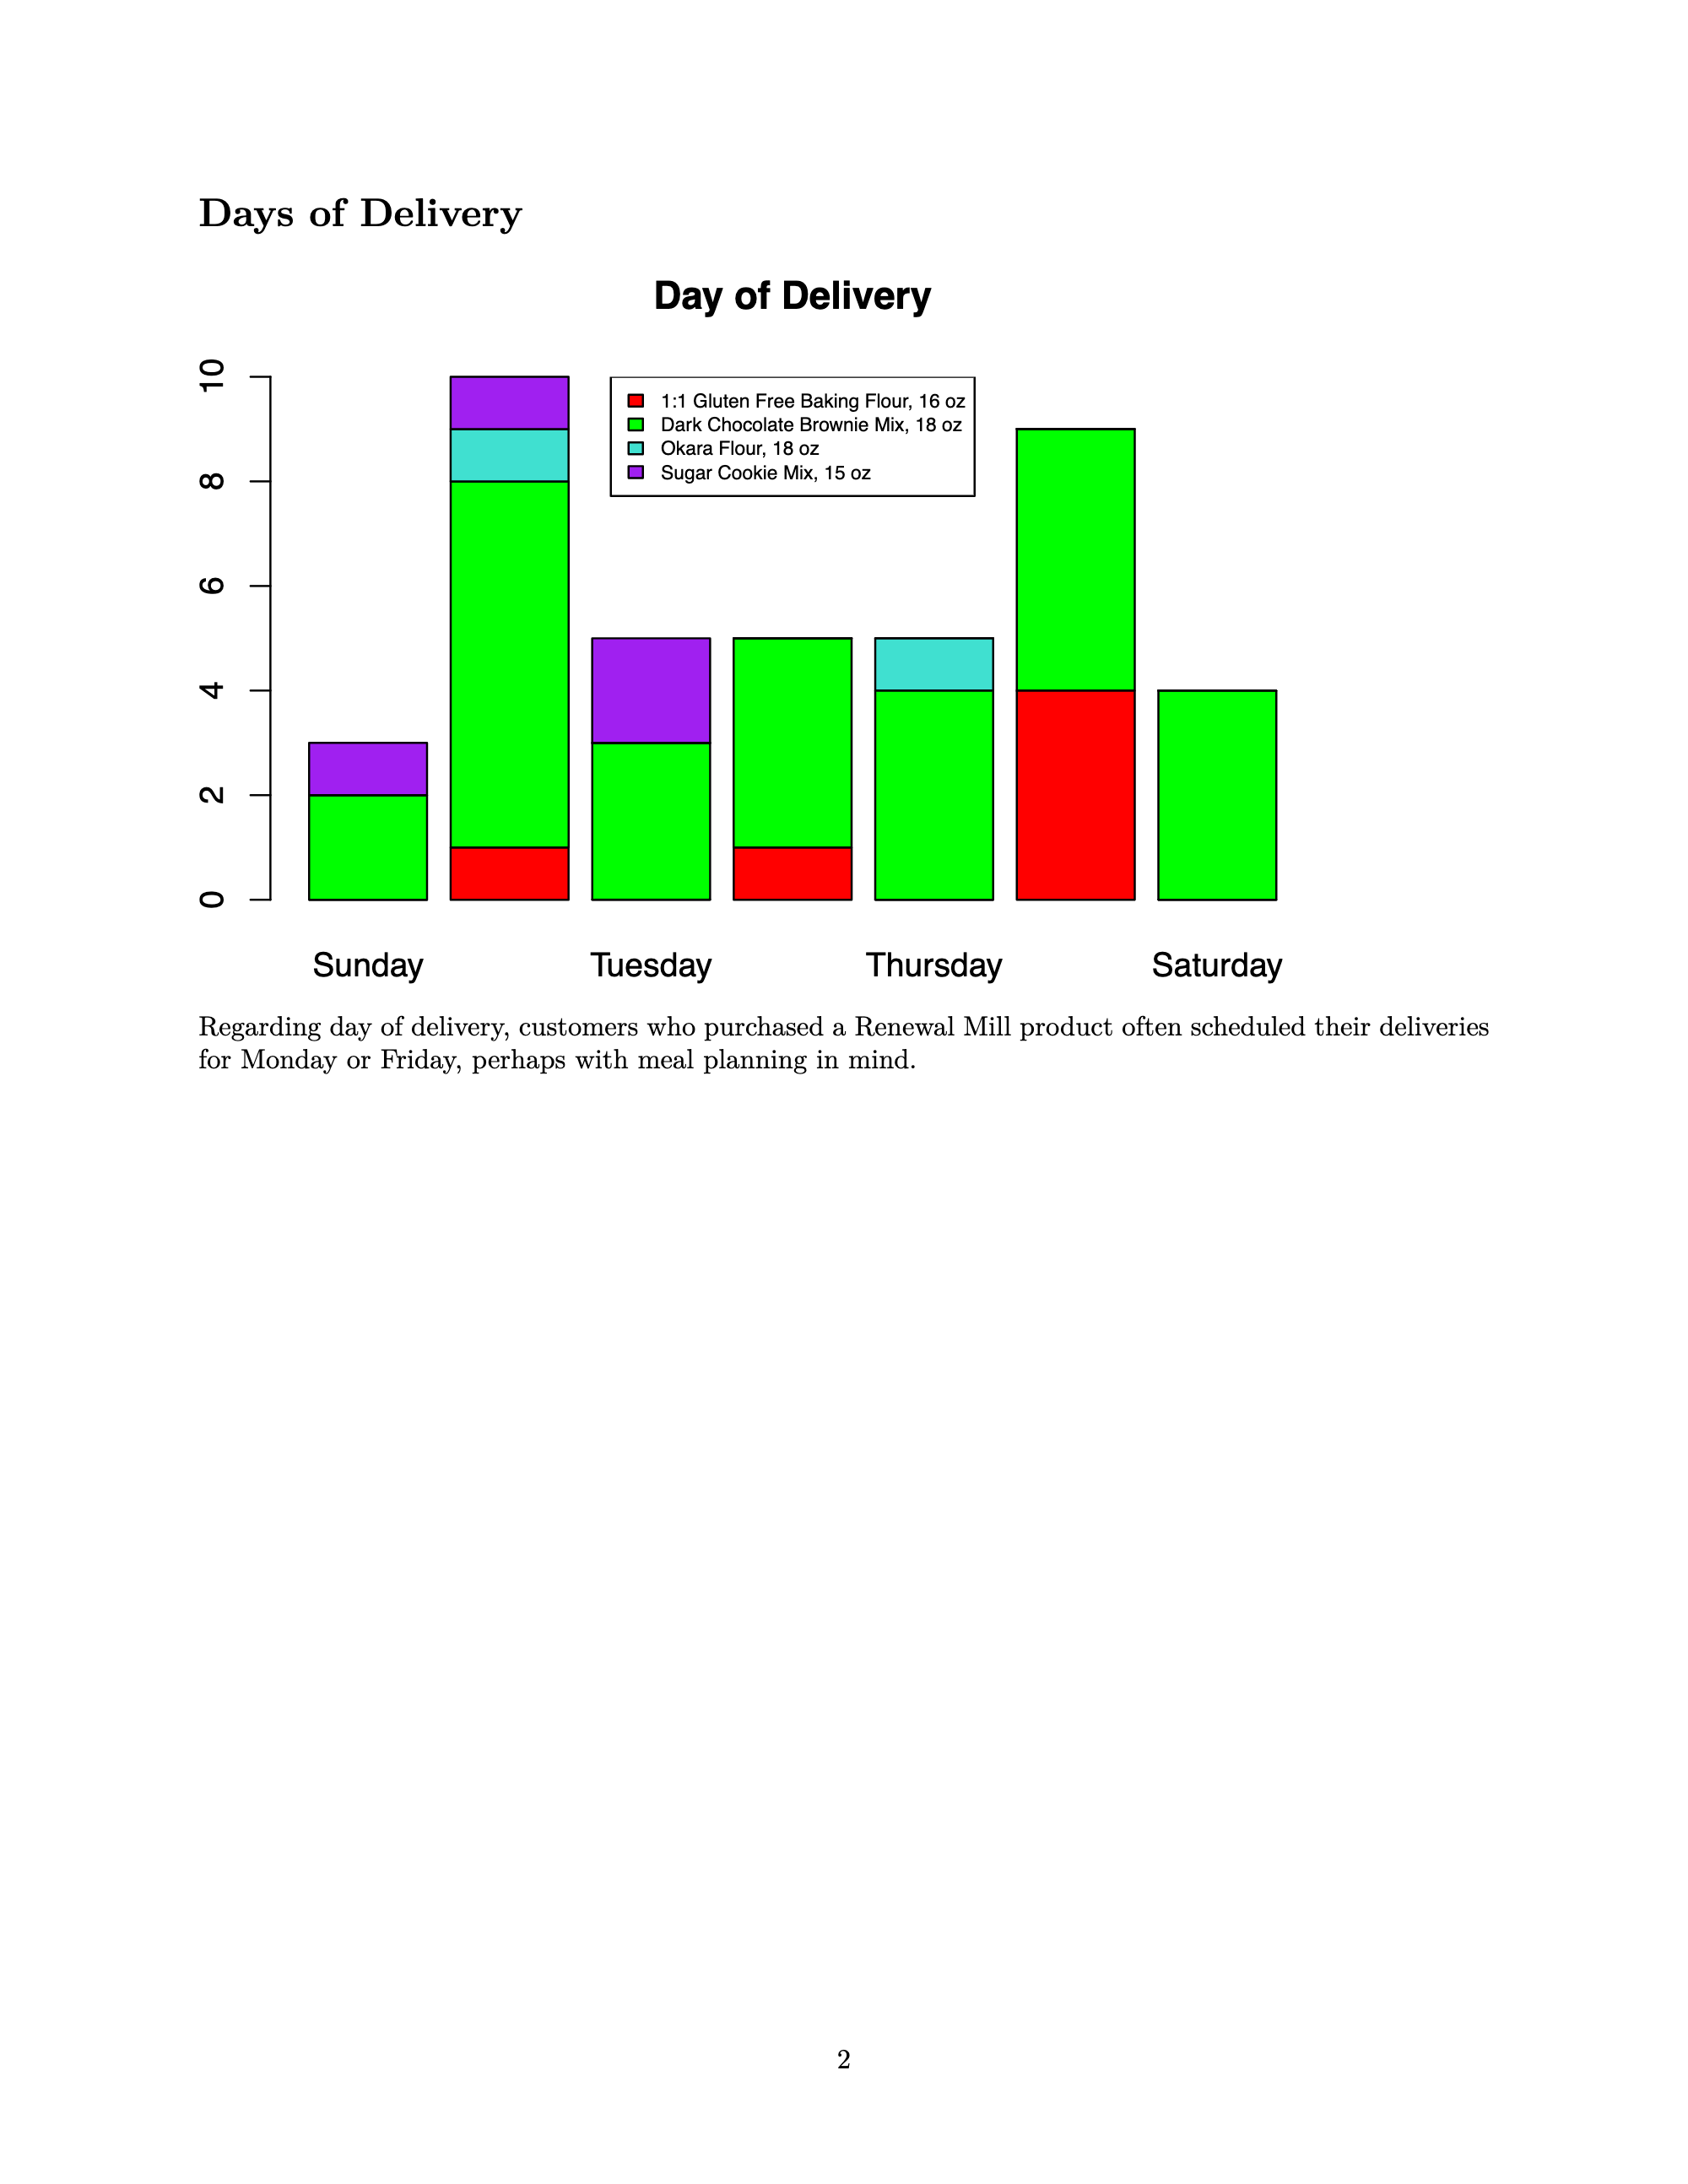 Days of Delivery
Day of Delivery
10
8
6
4
2
0
1:1 Gluten Free Baking Flour, 16 oz
Dark Chocolate Brownie Mix, 18 oz
Okara Flour, 18 oz
Sugar Cookie Mix, 15 oz
Sunday Tuesday Thursday Saturday
Regarding day of delivery, customers who purchased a Renewal Mill product often scheduled their deliveries
for Monday or Friday, perhaps with meal planning in mind.
2